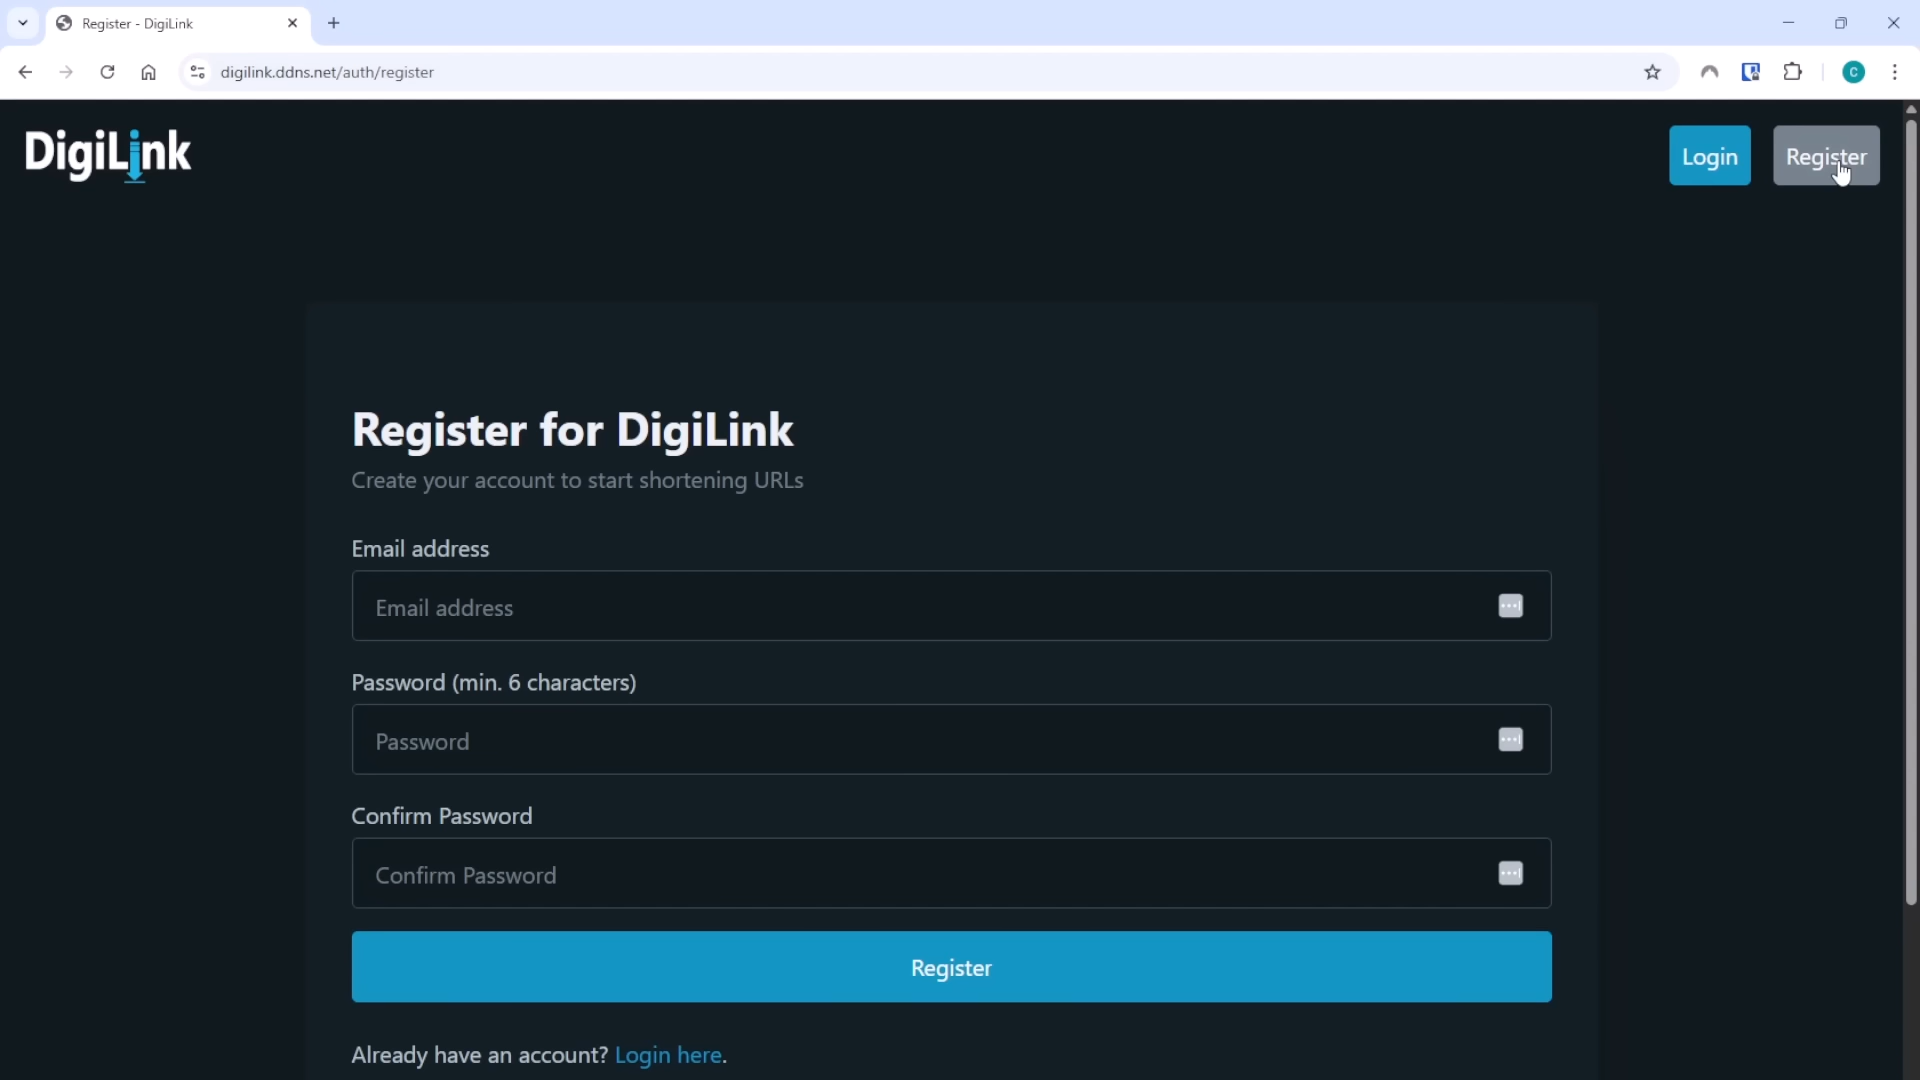 Register - DigiLink
digilink.ddns.net/auth/register
C
DigiLink
Login
Register
Register for DigiLink
Create your account to start shortening URLs
Email address
Email address
Password (min. 6 characters)
Password
Confirm Password
Confirm Password
Register
Already have an account? Login here.